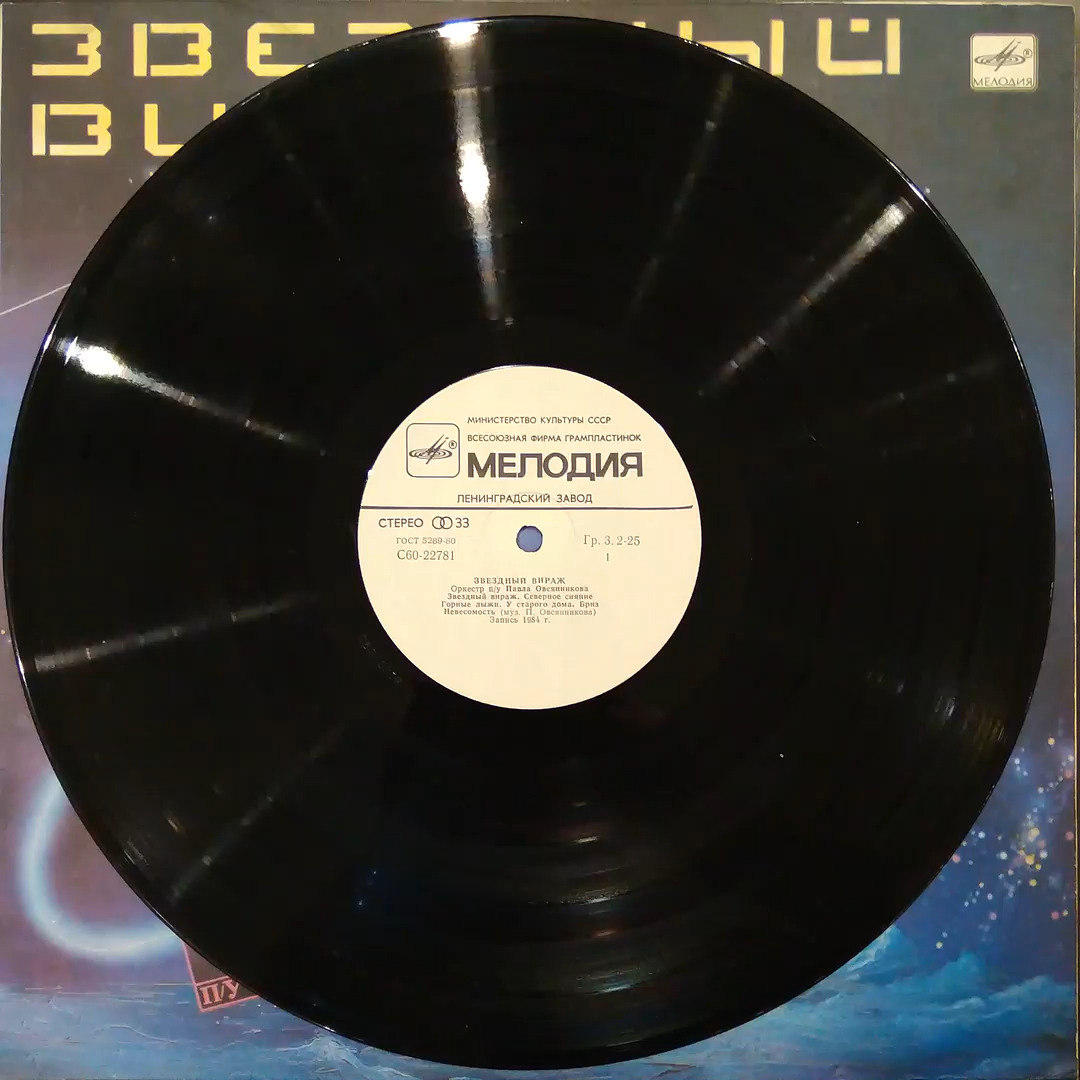 МЕЛОДИЯ
МИНИСТЕРСТВО КУЛЬТУРЫ СССР
ВСЕСОЮЗНАЯ ФИРМА ГРАМПЛАСТИНОК
МЕЛОДИЯ
ЛЕНИНГРАДСКИЙ ЗАВОД
СТЕРЕО 33
ГОСТ 5289-80
Гр. 3. 2-25
С60-22781
1
ЗВЕЗДНЫЙ ВИРАЖ
Оркестр п/у Павла Овсянникова
Звездный вираж. Северное сияние
Горные лыжи. У старого дома. Бриз
Невесомость (муз. П. Овсянникова)
Запись 1984 г.
П/У